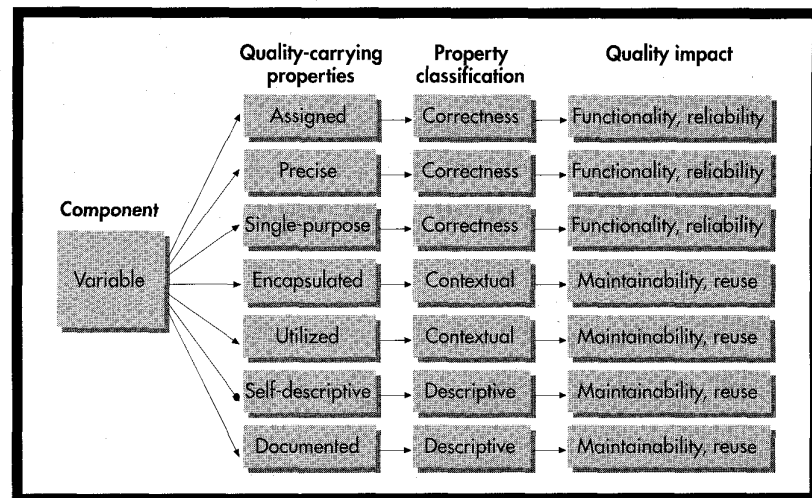 Quality-carrying properties
Property classification
Quality impact
Component
Variable
Assigned
Correctness
Functionality, reliability
Precise
Correctness
Functionality, reliability
Single-purpose
Correctness
Functionality, reliability
Encapsulated
Contextual
Maintainability, reuse
Utilized
Contextual
Maintainability, reuse
Self-descriptive
Descriptive
Maintainability, reuse
Documented
Descriptive
Maintainability, reuse